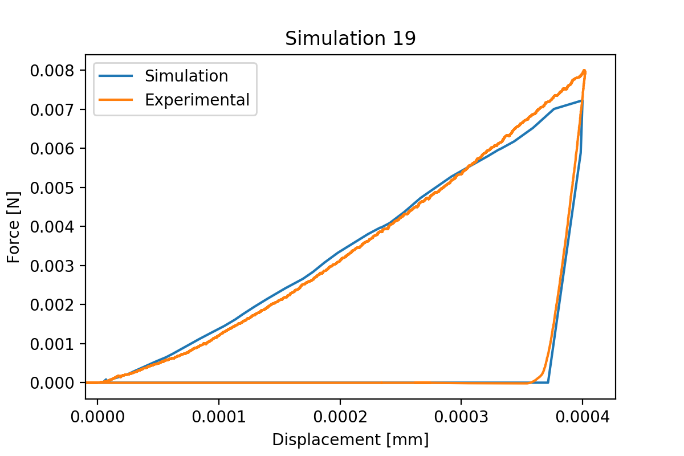 Simulation 19
Simulation
Experimental
0.008
0.007
0.006
0.005
0.004
0.003
0.002
0.001
0.000
Force [N]
0.0000 0.0001 0.0002 0.0003 0.0004
Displacement [mm]